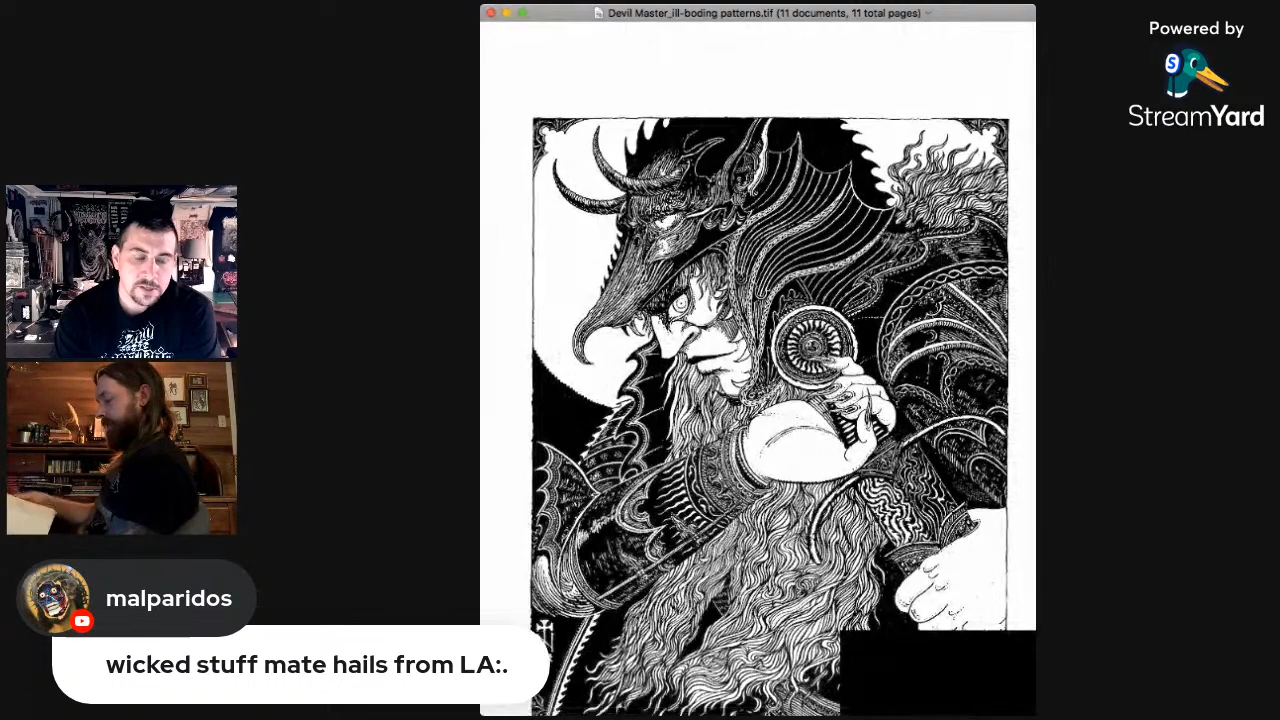 Devil Master_ill-boding patterns.tif (11 documents, 11 total pages)
Powered by
S
StreamYard
malparidos
wicked stuff mate hails from LA:.